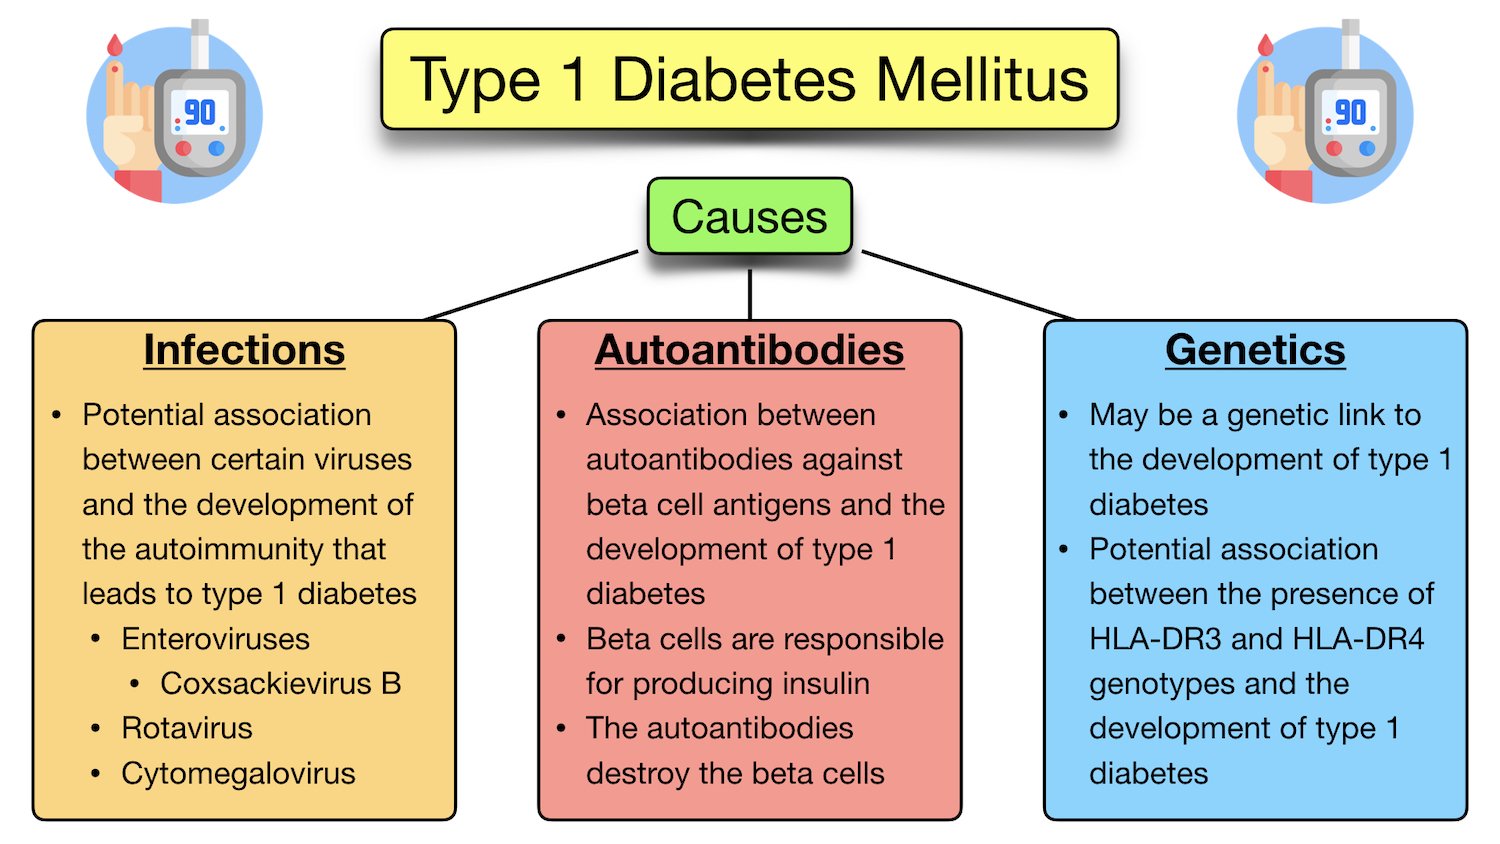 90
Type 1 Diabetes Mellitus
90
Causes
Infections
• Potential association
between certain viruses
and the development of
the autoimmunity that
leads to type 1 diabetes
• Enteroviruses
• Coxsackievirus B
• Rotavirus
• Cytomegalovirus
Autoantibodies
• Association between
autoantibodies against
beta cell antigens and the
development of type 1
diabetes
• Beta cells are responsible
for producing insulin
• The autoantibodies
destroy the beta cells
Genetics
• May be a genetic link to
the development of type 1
diabetes
• Potential association
between the presence of
HLA-DR3 and HLA-DR4
genotypes and the
development of type 1
diabetes